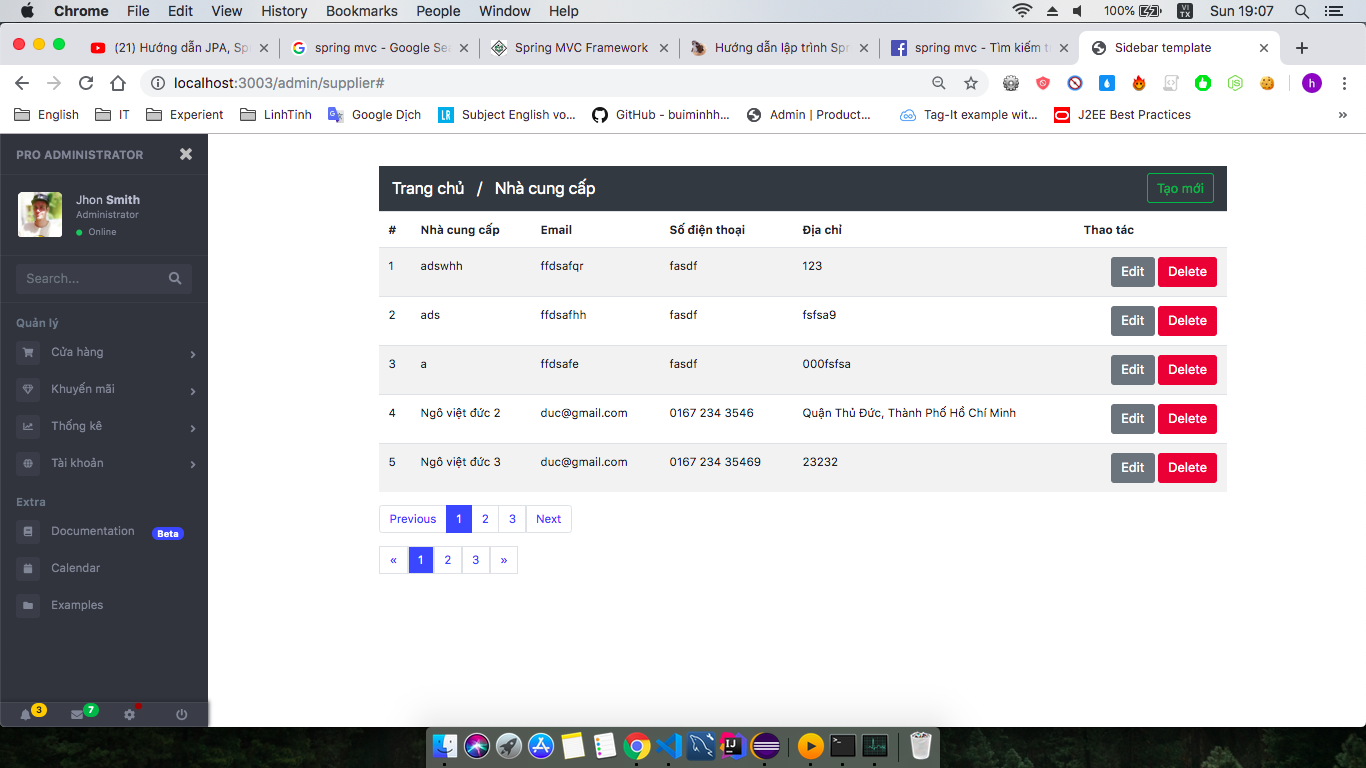 Chrome File Edit View History Bookmarks People Window Help 100% VI TX Sun 19:07
(21) Hướng dẫn JPA, Sp spring mvc - Google Sea Spring MVC Framework Hướng dẫn lập trình Spr spring mvc - Tìm kiếm t Sidebar template
localhost:3003/admin/supplier# h
English IT Experient LinhTinh Google Dịch LR Subject English vo... GitHub - buiminhh... Admin | Product... Tag-It example wit... J2EE Best Practices »
PRO ADMINISTRATOR
Jhon Smith
Administrator
Online
Search...
Quản lý
Cửa hàng
Khuyến mãi
Thống kê
Tài khoản
Extra
Documentation Beta
Calendar
Examples
3 7
Trang chủ / Nhà cung cấp Tạo mới
# Nhà cung cấp Email Số điện thoại Địa chỉ Thao tác
1 adswhh ffdsafqr fasdf 123 Edit Delete
2 ads ffdsafhh fasdf fsfsa9 Edit Delete
3 a ffdsafe fasdf 000fsfsa Edit Delete
4 Ngô việt đức 2 duc@gmail.com 0167 234 3546 Quận Thủ Đức, Thành Phố Hồ Chí Minh Edit Delete
5 Ngô việt đức 3 duc@gmail.com 0167 234 35469 23232 Edit Delete
Previous 1 2 3 Next
« 1 2 3 »
IJ